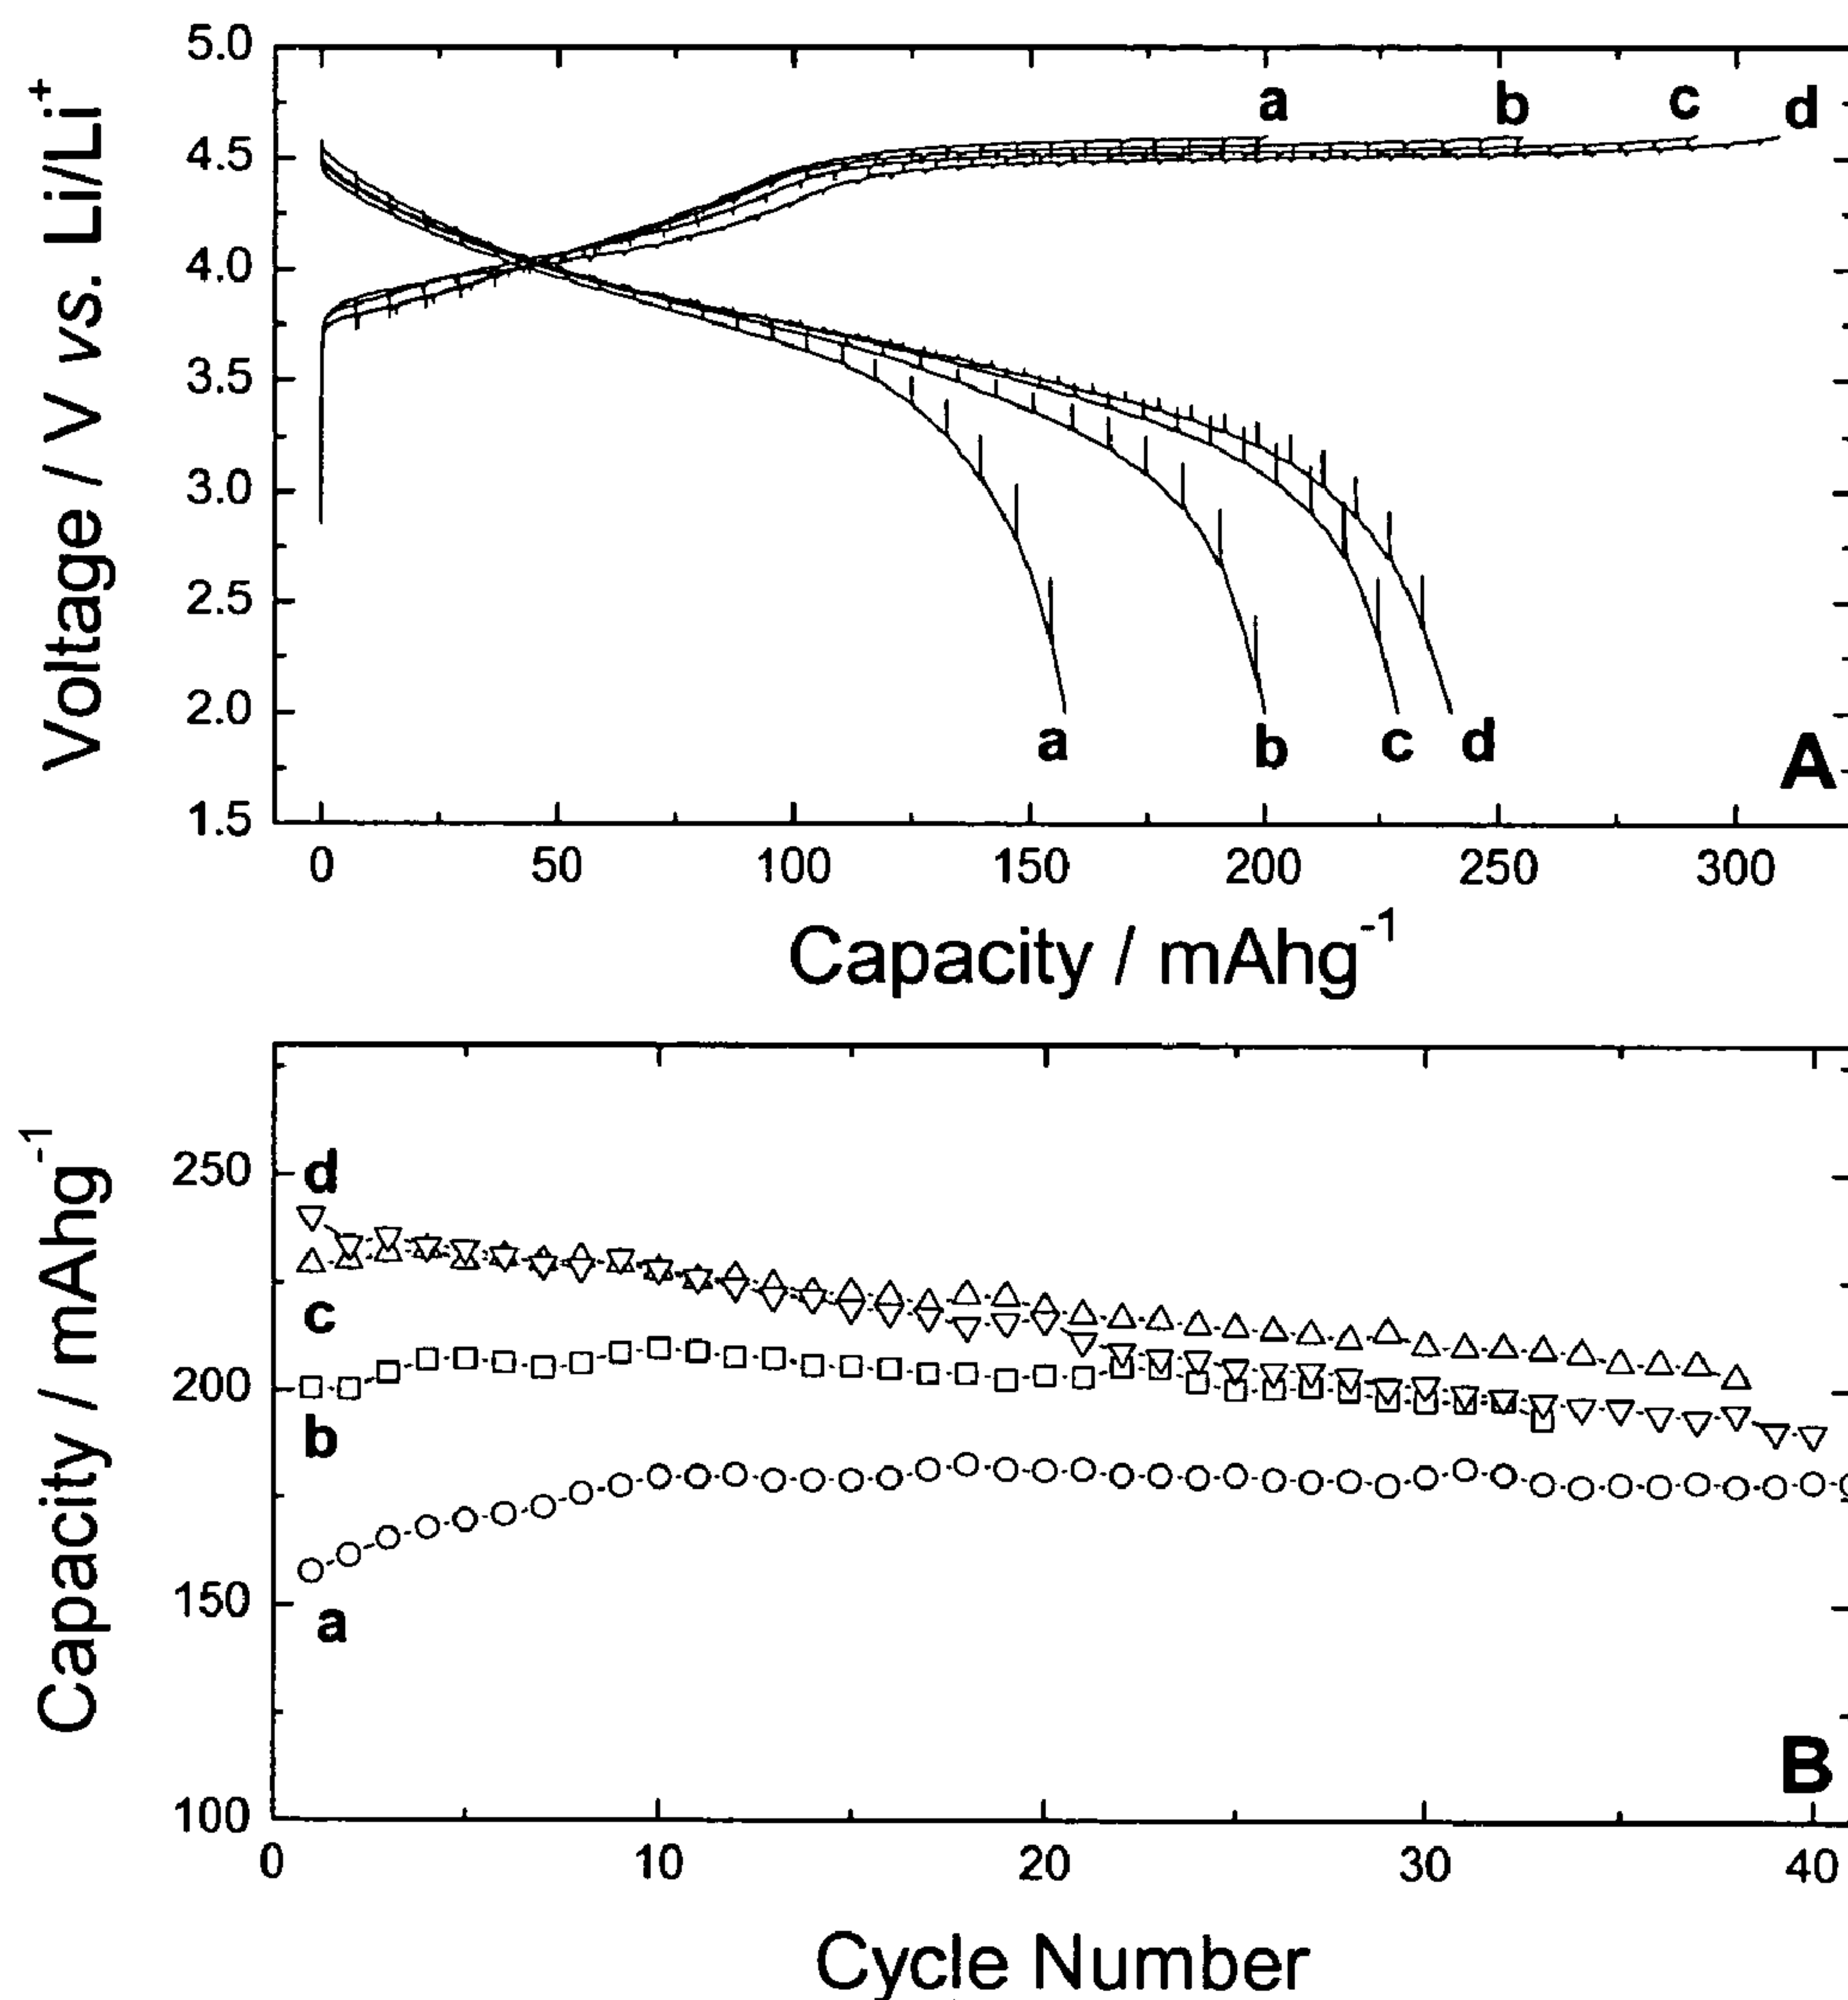 5.0
a b c d
4.5
4.0
3.5
3.0
2.5
2.0
a b c d
A
1.5
0 50 100 150 200 250 300
Voltage / V vs. Li/Li⁺
Capacity / mAhg⁻¹
250
d
c
200
b
150
a
B
100
0 10 20 30 40
Capacity / mAhg⁻¹
Cycle Number